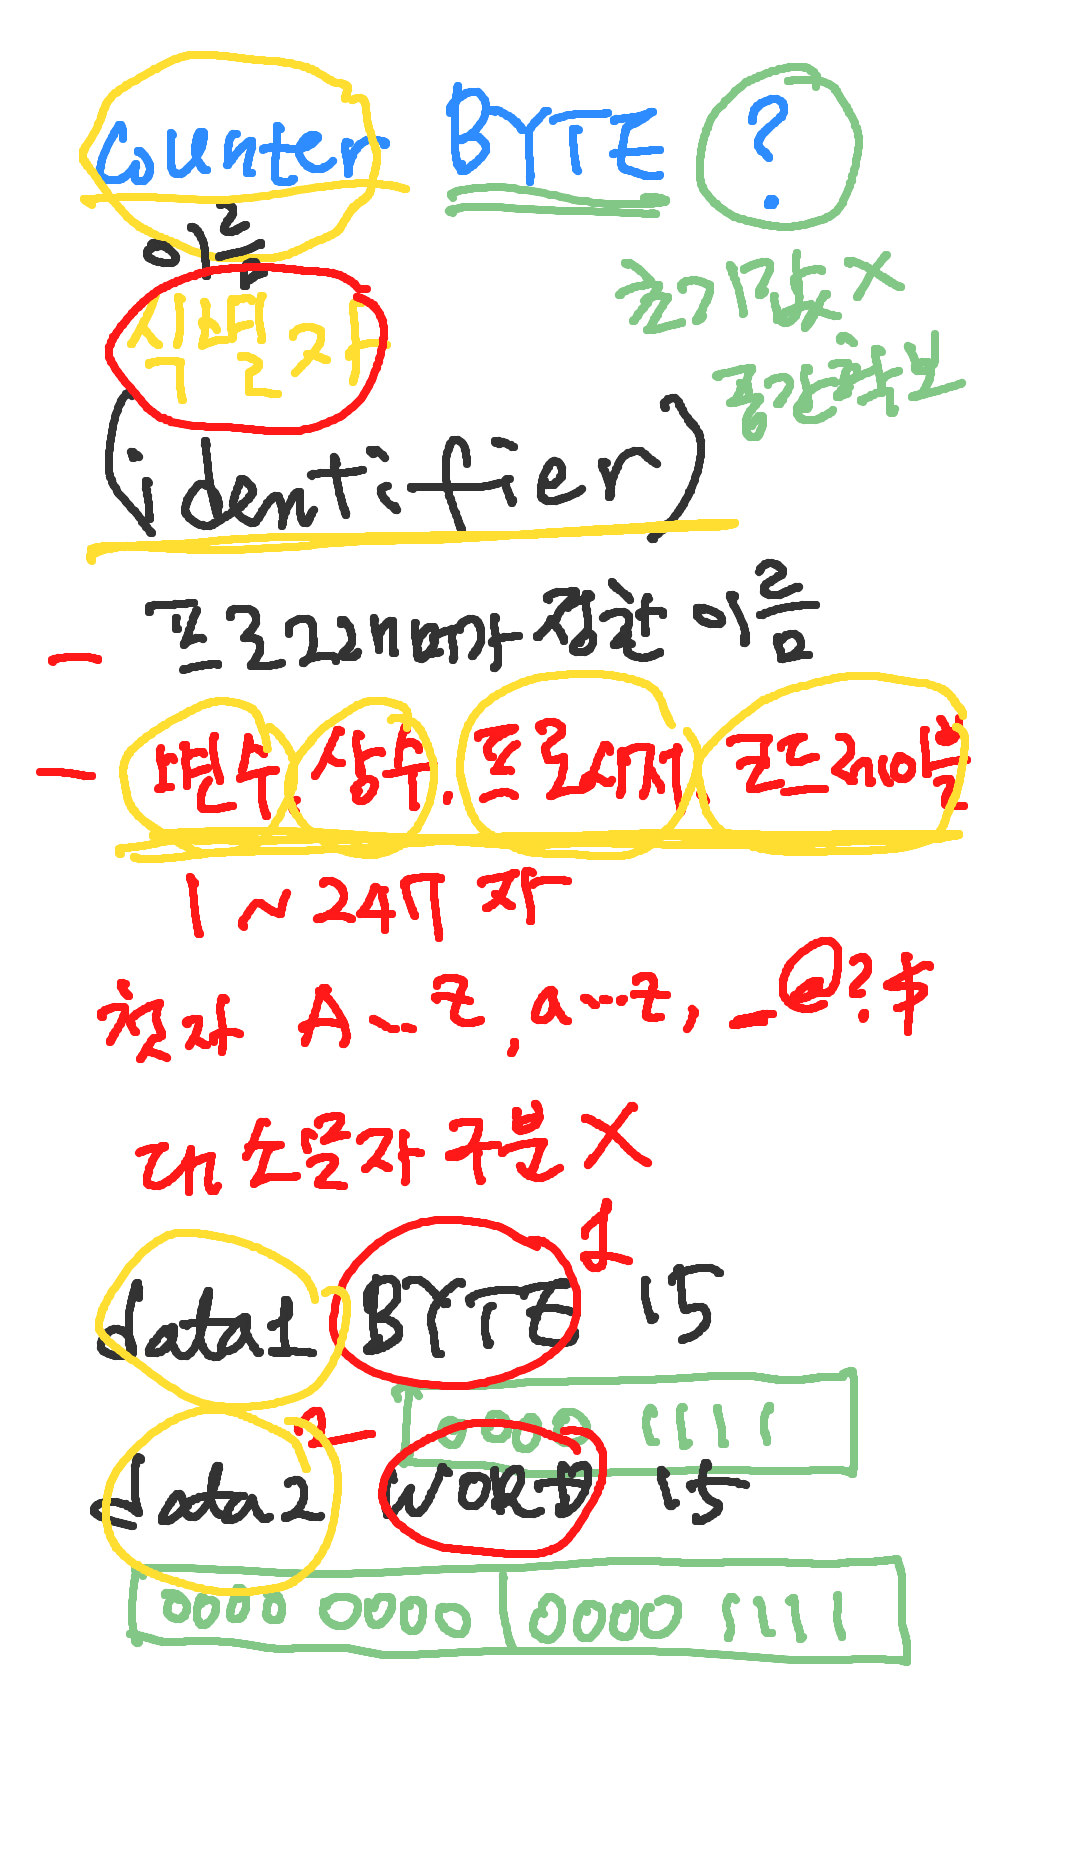 Counter BYTE ?
이름
초기값 X
식별자
공간확보
(identifier)
- 프로그래머가 정한 이름
- 변수, 상수, 프로시저, 코드레이블
1 ~ 247 자
첫자 A...Z, a...z, _ @ ? $
대소문자 구분 X
1
data1 BYTE 15
0000 1111
2
data2 WORD 15
0000 0000 0000 1111